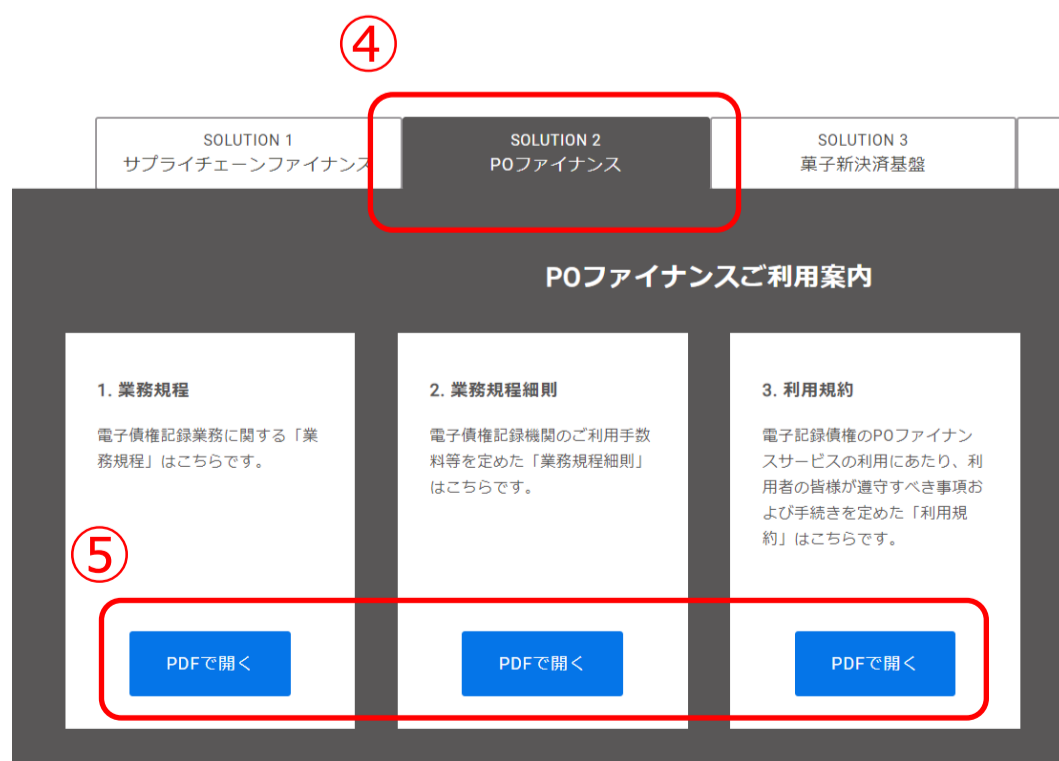 ④
SOLUTION 1
サプライチェーンファイナンス
SOLUTION 2
POファイナンス
SOLUTION 3
菓子新決済基盤
POファイナンスご利用案内
1. 業務規程
電子債権記録業務に関する「業
務規程」はこちらです。
2. 業務規程細則
電子債権記録機関のご利用手数
料等を定めた「業務規程細則」
はこちらです。
3. 利用規約
電子記録債権のPOファイナン
スサービスの利用にあたり、利
用者の皆様が遵守すべき事項お
よび手続きを定めた「利用規
約」はこちらです。
⑤
PDFで開く
PDFで開く
PDFで開く